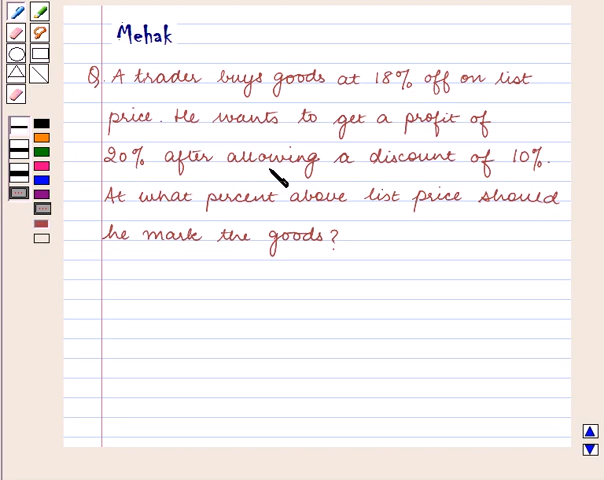 Mehak
Q. A trader buys goods at 18% off on list
price. He wants to get a profit of
20% after allowing a discount of 10%.
At what percent above list price should
he mark the goods?